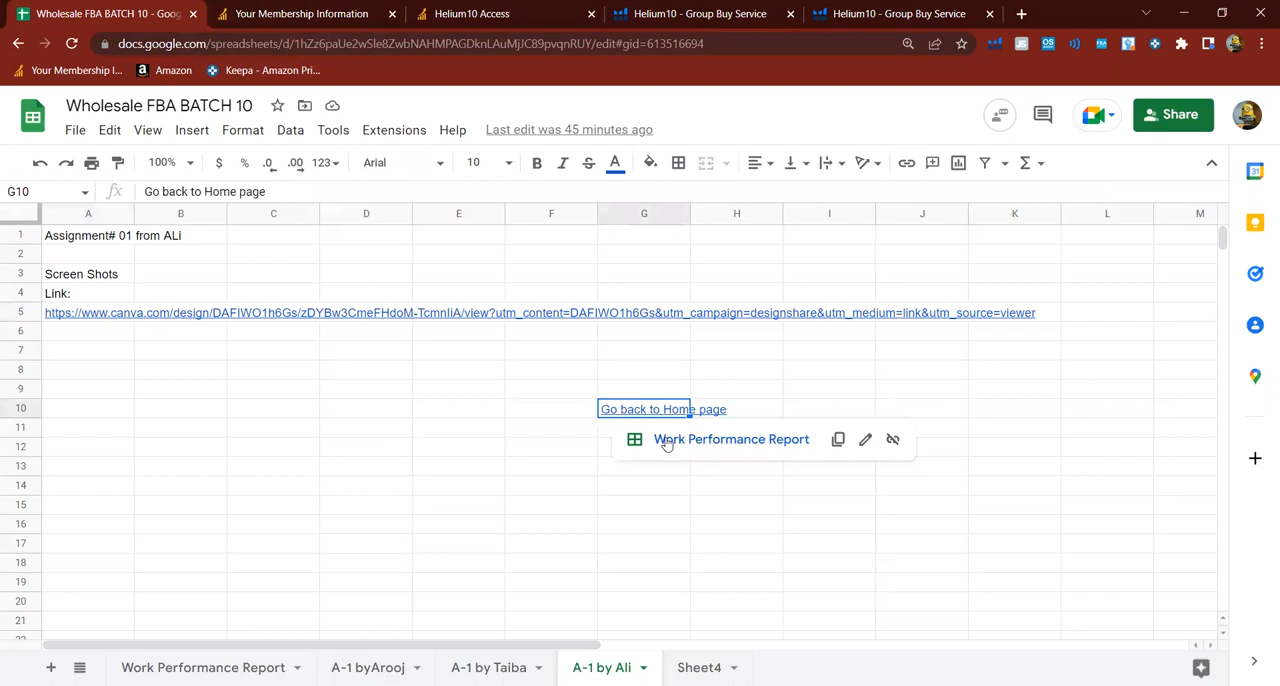 Wholesale FBA BATCH 10 - Goog
Your Membership Information
Helium10 Access
Helium10 - Group Buy Service
Helium10 - Group Buy Service
docs.google.com/spreadsheets/d/1hZz6paUe2wSle8ZwbNAHMPAGDknLAuMjJC89pvqnRUY/edit#gid=613516694
Your Membership I...
Amazon
Keepa - Amazon Pri...
Wholesale FBA BATCH 10
File Edit View Insert Format Data Tools Extensions Help Last edit was 45 minutes ago
Share
100% $ % .0 .00 123 Arial 10 B I S A
G10 fx Go back to Home page
A B C D E F G H I J K L M
1 Assignment# 01 from ALi
2
3 Screen Shots
4 Link:
5 https://www.canva.com/design/DAFIWO1h6Gs/zDYBw3CmeFHdoM-TcmnIiA/view?utm_content=DAFIWO1h6Gs&utm_campaign=designshare&utm_medium=link&utm_source=viewer
6
7
8
9
10 Go back to Home page
11
12 Work Performance Report
13
14
15
16
17
18
19
20
21
Work Performance Report
A-1 byArooj
A-1 by Taiba
A-1 by Ali
Sheet4